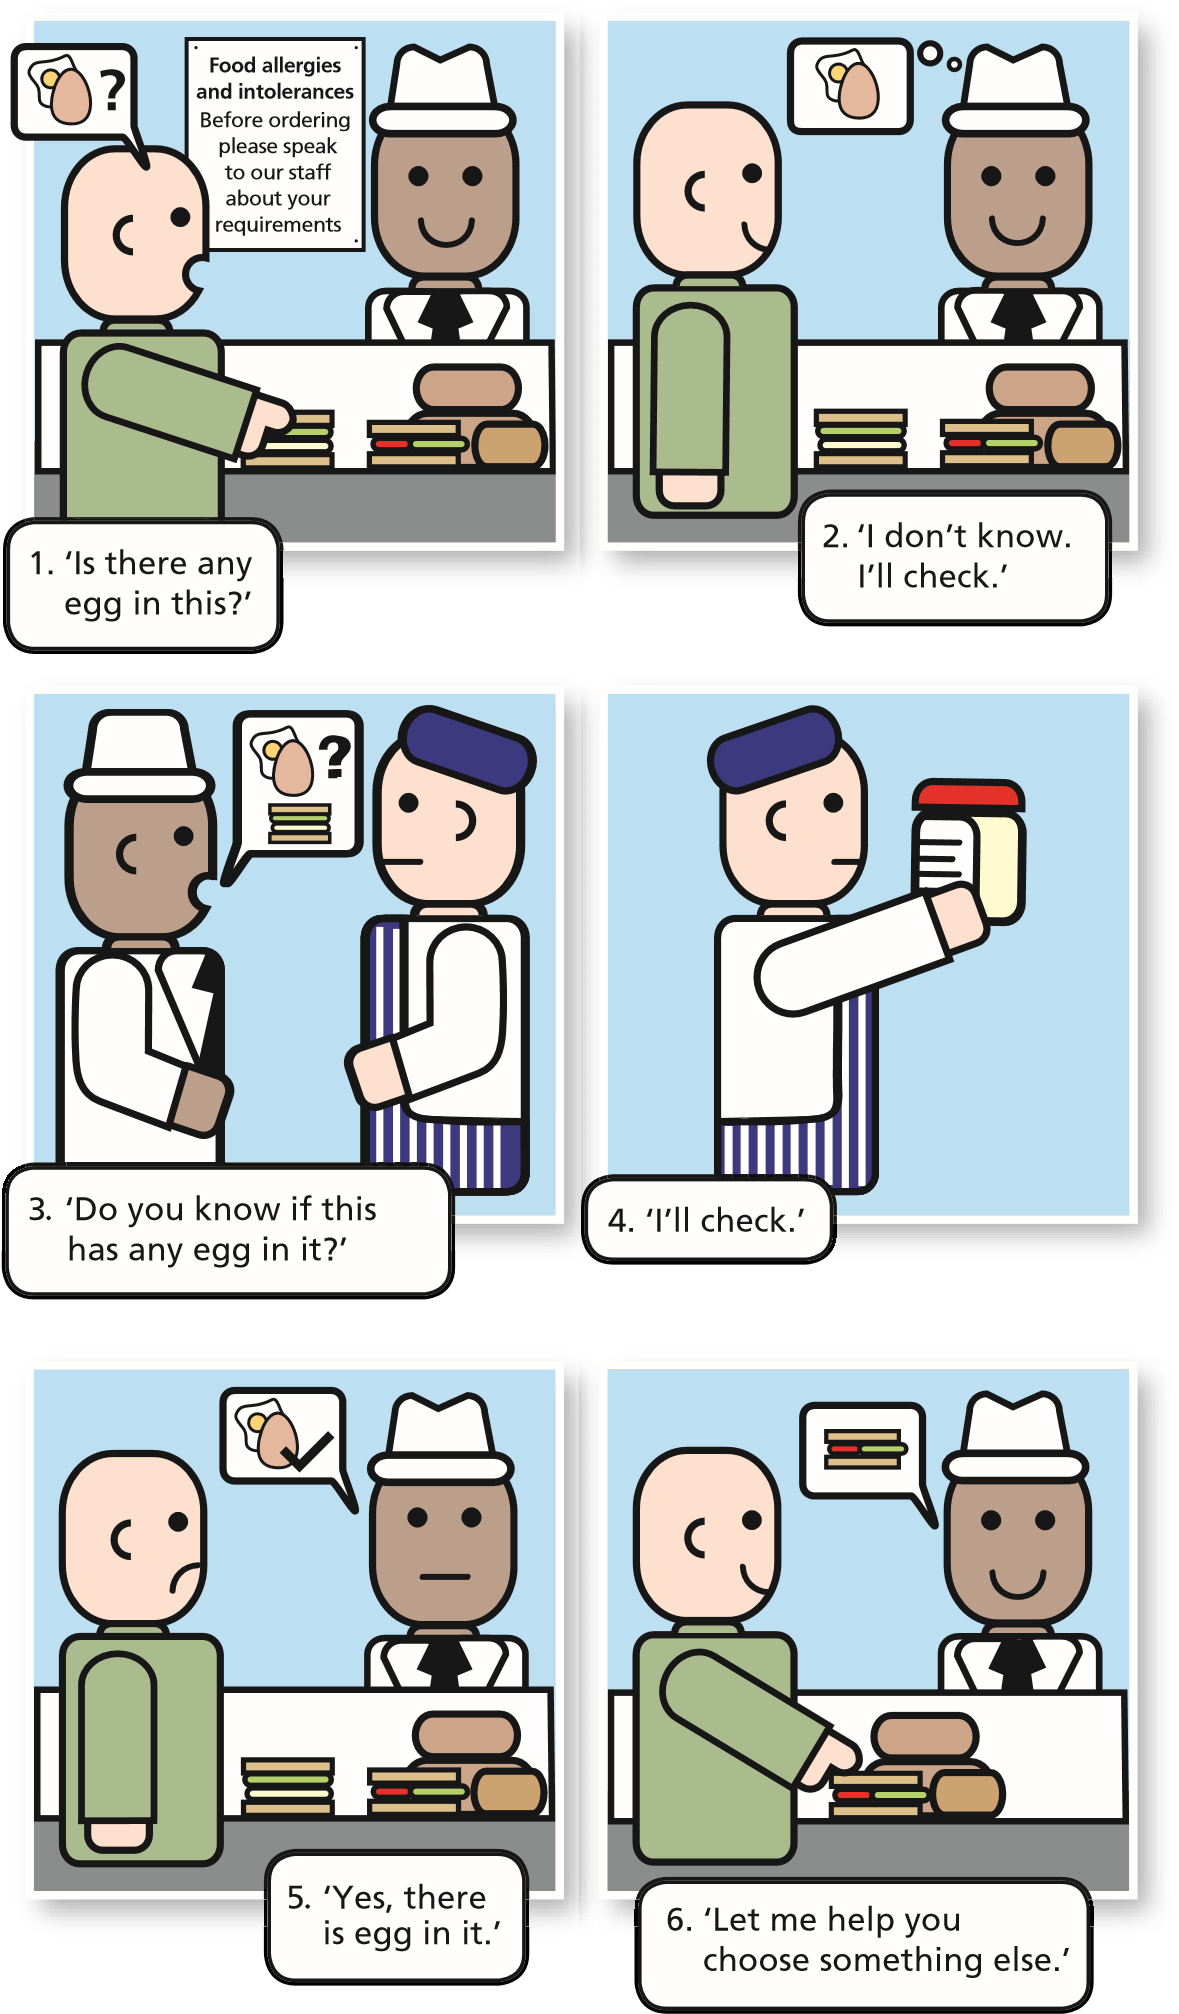 ?
Food allergies
and intolerances
Before ordering
please speak
to our staff
about your
requirements
1. ‘Is there any
egg in this?’
2. ‘I don’t know.
I’ll check.’
?
3. ‘Do you know if this
has any egg in it?’
4. ‘I’ll check.’
5. ‘Yes, there
is egg in it.’
6. ‘Let me help you
choose something else.’